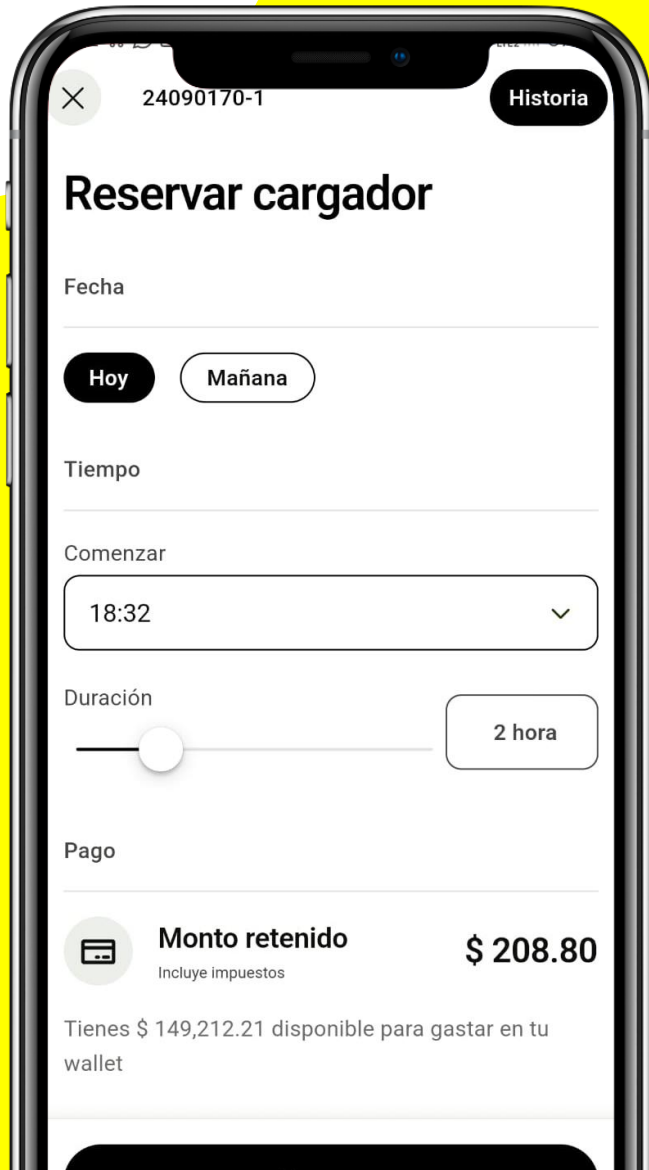 24090170-1
Historia
Reservar cargador
Fecha
Hoy
Mañana
Tiempo
Comenzar
18:32
Duración
2 hora
Pago
Monto retenido
$ 208.80
Incluye impuestos
Tienes $ 149,212.21 disponible para gastar en tu
wallet